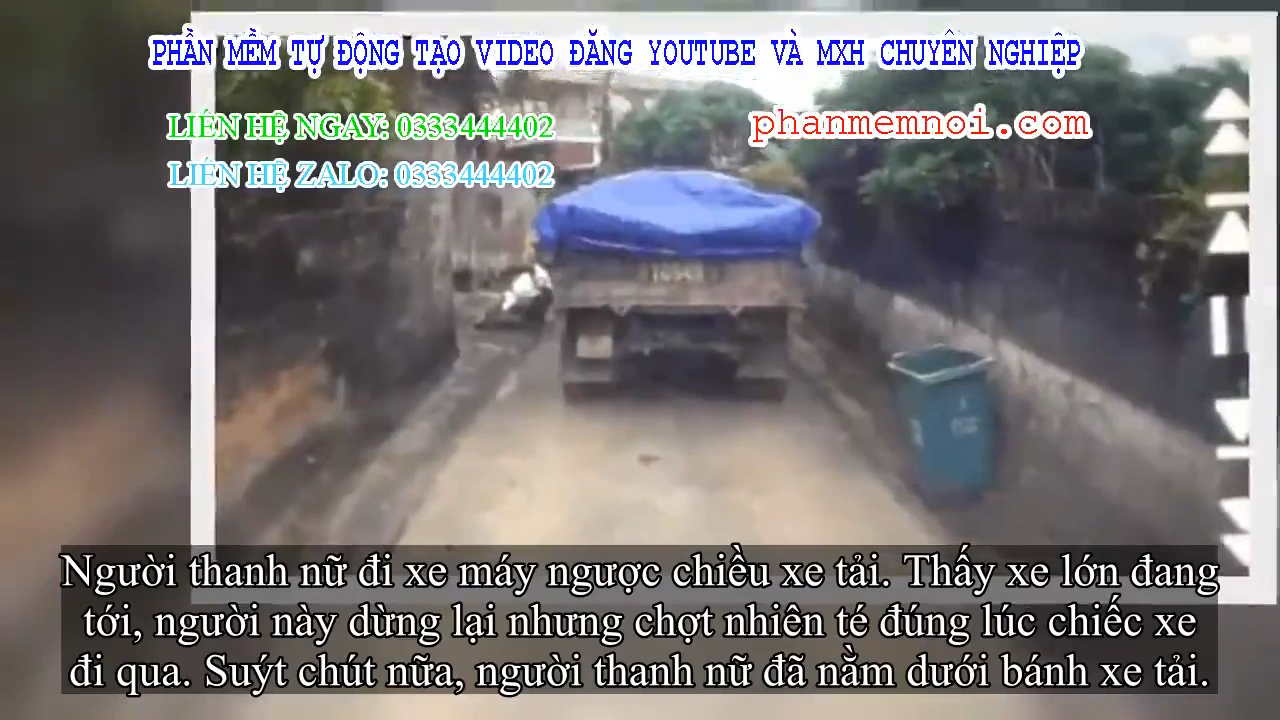 PHẦN MỀM TỰ ĐỘNG TẠO VIDEO ĐĂNG YOUTUBE VÀ MXH CHUYÊN NGHIỆP
LIÊN HỆ NGAY: 0333444402
phanmemnoi.com
LIÊN HỆ ZALO: 0333444402
Người thanh nữ đi xe máy ngược chiều xe tải. Thấy xe lớn đang
tới, người này dừng lại nhưng chợt nhiên té đúng lúc chiếc xe
đi qua. Suýt chút nữa, người thanh nữ đã nằm dưới bánh xe tải.